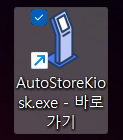 AutoStoreKio
sk.exe - 바로
가기